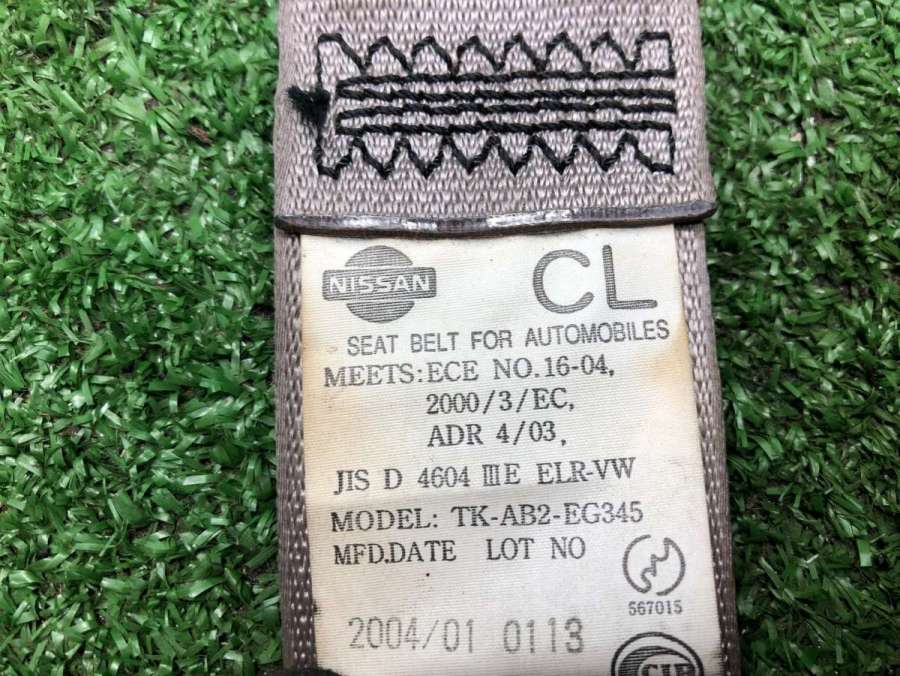 NISSAN CL
SEAT BELT FOR AUTOMOBILES
MEETS:ECE NO.16-04,
2000/3/EC,
ADR 4/03,
JIS D 4604 ⅢE ELR-VW
MODEL: TK-AB2-EG345
MFD.DATE LOT NO
567015
2004/01 0113